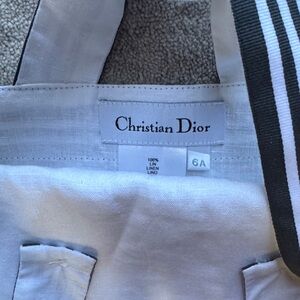 Christian Dior
100%
LIN
LINEN
LINO
6A